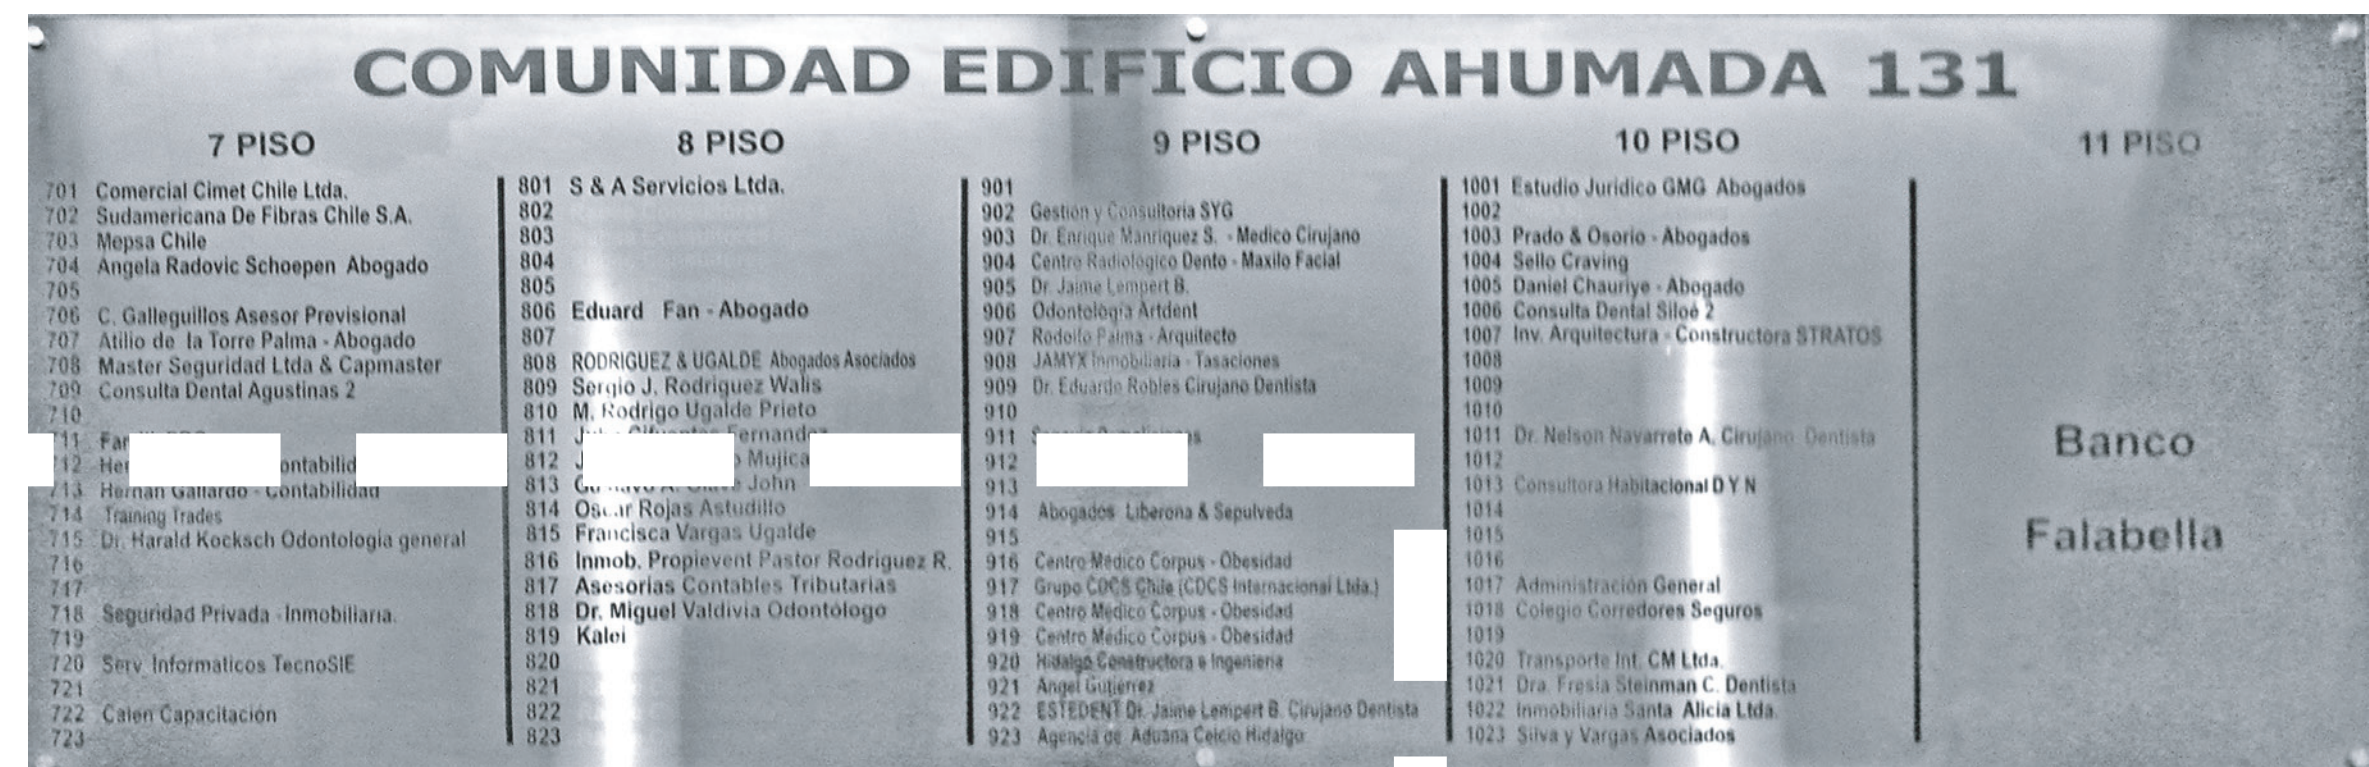 COMUNIDAD EDIFICIO AHUMADA 131
7 PISO
701 Comercial Cimet Chile Ltda.
702 Sudamericana De Fibras Chile S.A.
703 Mepsa Chile
704 Angela Radovic Schoepen Abogado
705
706 C. Galleguillos Asesor Previsional
707 Atilio de la Torre Palma - Abogado
708 Master Seguridad Ltda & Capmaster
709 Consulta Dental Agustinas 2
710
711
712
713 Hernan Gallardo - Contabilidad
714 Training Trades
715 Dr. Harald Kocksch Odontologia general
716
717
718 Seguridad Privada - Inmobiliaria.
719
720 Serv. Informaticos TecnoSIE
721
722 Calen Capacitación
723
8 PISO
801 S & A Servicios Ltda.
802
803
804
805
806 Eduard Fan - Abogado
807
808 RODRIGUEZ & UGALDE Abogados Asociados
809 Sergio J. Rodriguez Walis
810 M. Rodrigo Ugalde Prieto
811 Fernandez
812 Mujica
813 John
814 Oscar Rojas Astudillo
815 Francisca Vargas Ugalde
816 Inmob. Propievent Pastor Rodriguez R.
817 Asesorias Contables Tributarias
818 Dr. Miguel Valdivia Odontólogo
819 Kalei
820
821
822
823
9 PISO
901
902 Gestion y Consultoria SYG
903 Dr. Enrique Manriquez S. - Medico Cirujano
904 Centro Radiologico Dento - Maxilo Facial
905 Dr. Jaime Lempert B.
906 Odontologia Artdent
907 Rodolfo Palma - Arquitecto
908 JAMYX Inmobiliaria - Tasaciones
909 Dr. Eduardo Robles Cirujano Dentista
910
911
912
913
914 Abogados Liberona & Sepulveda
915
916 Centro Médico Corpus - Obesidad
917 Grupo CDCS Chile (CDCS Internacional Ltda.)
918 Centro Médico Corpus - Obesidad
919 Centro Médico Corpus - Obesidad
920 Hidalgo Constructora e Ingenieria
921 Angel Gutierrez
922 ESTEDENT Dr. Jaime Lempert B. Cirujano Dentista
923 Agencia de Aduana Celcio Hidalgo
10 PISO
1001 Estudio Juridico GMG Abogados
1002
1003 Prado & Osorio - Abogados
1004 Sello Craving
1005 Daniel Chauriye - Abogado
1006 Consulta Dental Siloé 2
1007 Inv. Arquitectura - Constructora STRATOS
1008
1009
1010
1011 Dr. Nelson Navarrete A. Cirujano Dentista
1012
1013 Consultora Habitacional D Y N
1014
1015
1016
1017 Administración General
1018 Colegio Corredores Seguros
1019
1020 Transporte Int. CM Ltda.
1021 Dra. Fresia Steinman C. Dentista
1022 Inmobiliaria Santa Alicia Ltda.
1023 Silva y Vargas Asociados
11 PISO
Banco
Falabella